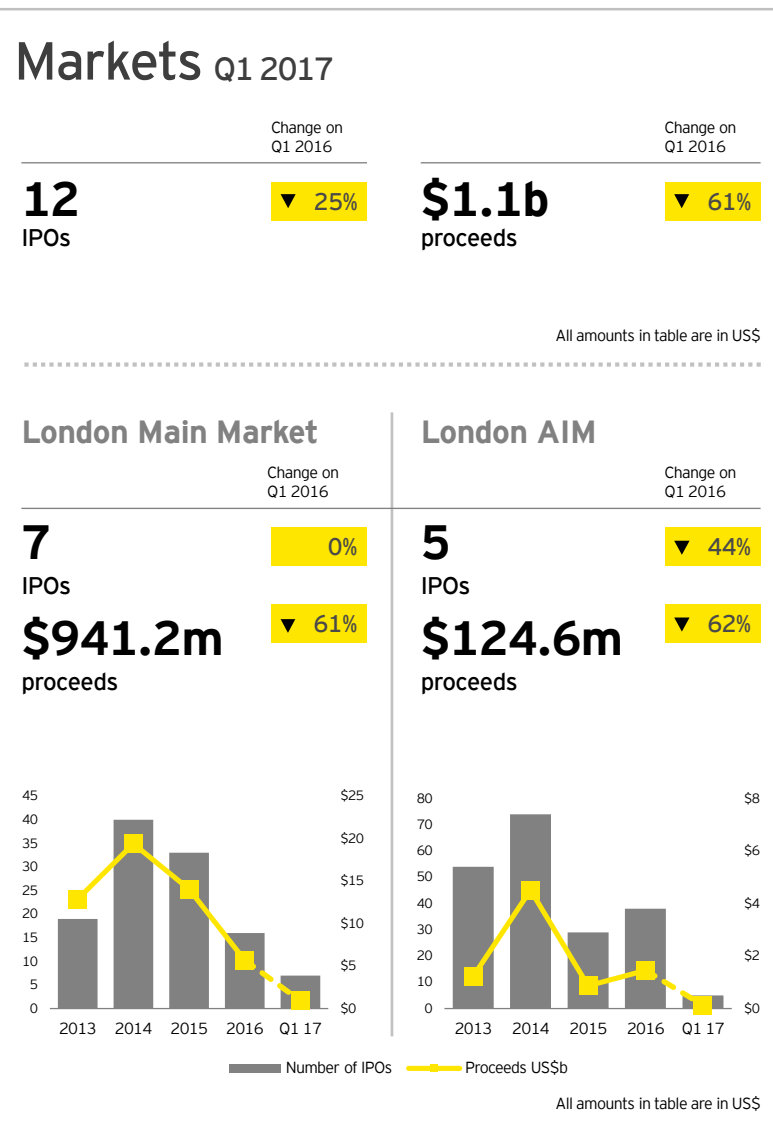 Markets Q1 2017
Change on
Q1 2016
Change on
Q1 2016
12
IPOs
▼ 25%
$1.1b
proceeds
▼ 61%
All amounts in table are in US$
London Main Market
Change on
Q1 2016
7
IPOs
0%
$941.2m
proceeds
▼ 61%
London AIM
Change on
Q1 2016
5
IPOs
▼ 44%
$124.6m
proceeds
▼ 62%
45
40
35
30
25
20
15
10
5
0
$25
$20
$15
$10
$5
$0
2013 2014 2015 2016 Q1 17
80
70
60
50
40
30
20
10
0
$8
$6
$4
$2
$0
2013 2014 2015 2016 Q1 17
Number of IPOs Proceeds US$b
All amounts in table are in US$